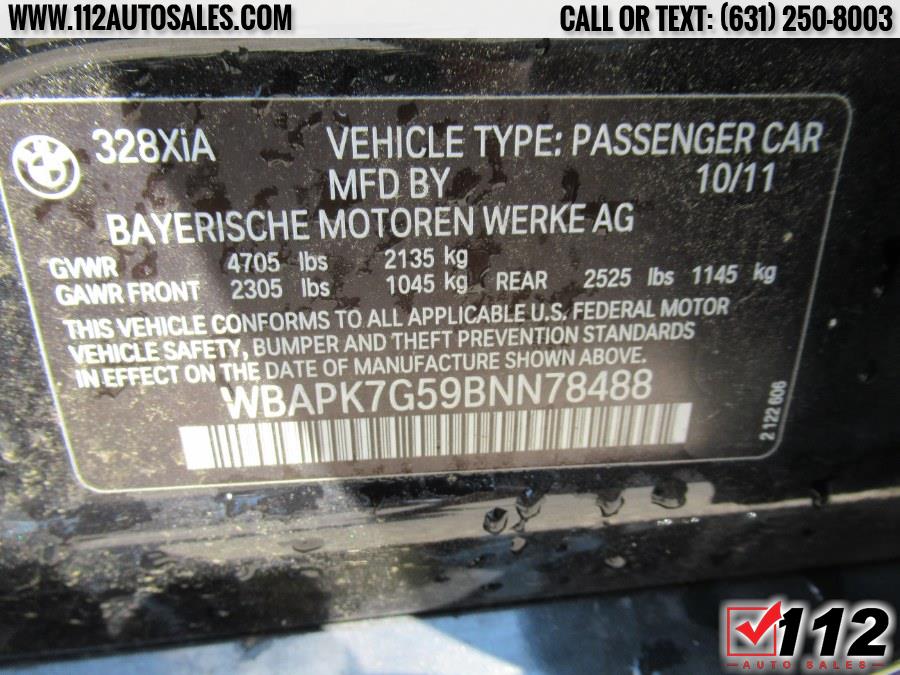 WWW.112AUTOSALES.COM
CALL OR TEXT: (631) 250-8003
328XiA VEHICLE TYPE: PASSENGER CAR
MFD BY 10/11
BAYERISCHE MOTOREN WERKE AG
GVWR 4705 lbs 2135 kg
GAWR FRONT 2305 lbs 1045 kg REAR 2525 lbs 1145 kg
THIS VEHICLE CONFORMS TO ALL APPLICABLE U.S. FEDERAL MOTOR
VEHICLE SAFETY, BUMPER AND THEFT PREVENTION STANDARDS
IN EFFECT ON THE DATE OF MANUFACTURE SHOWN ABOVE.
WBAPK7G59BNN78488
2 122 606
112
AUTO SALES